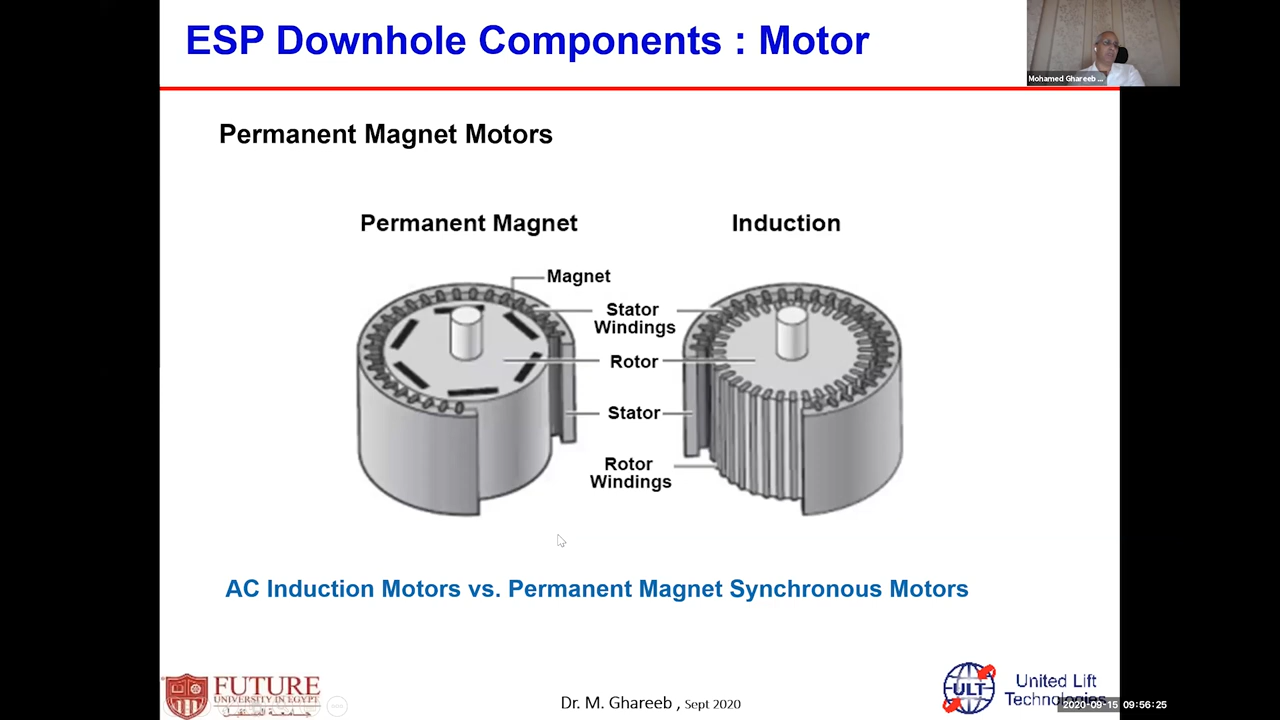 ESP Downhole Components : Motor
Mohamed Ghareeb ...
Permanent Magnet Motors
Permanent Magnet
Induction
Magnet
Stator
Windings
Rotor
Stator
Rotor
Windings
AC Induction Motors vs. Permanent Magnet Synchronous Motors
FUTURE
UNIVERSITY IN EGYPT
جامعة المستقبل
Dr. M. Ghareeb , Sept 2020
ULT
United Lift
Technologies
2020-09-15 09:56:25